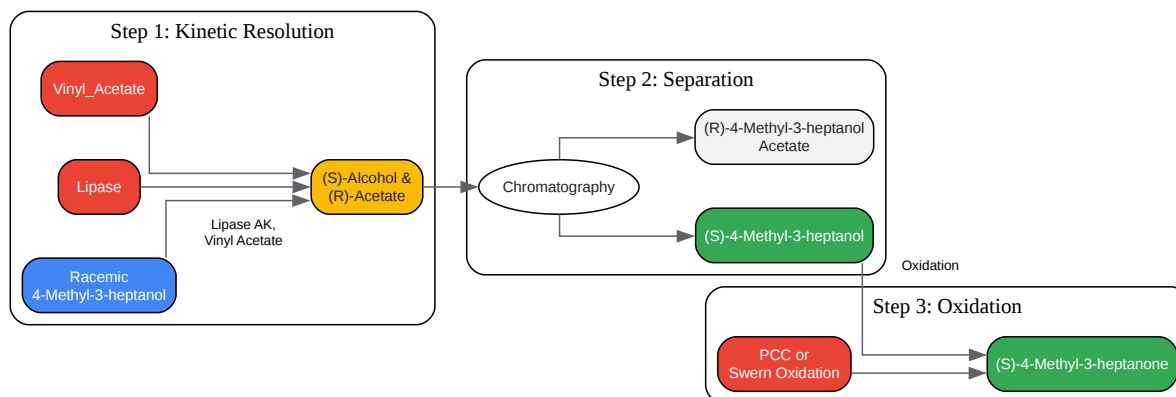 Step 1: Kinetic Resolution
Vinyl_Acetate
Lipase
Racemic
4-Methyl-3-heptanol
Lipase AK,
Vinyl Acetate
(S)-Alcohol &
(R)-Acetate
Step 2: Separation
Chromatography
(R)-4-Methyl-3-heptanol
Acetate
(S)-4-Methyl-3-heptanol
Oxidation
Step 3: Oxidation
PCC or
Swern Oxidation
(S)-4-Methyl-3-heptanone